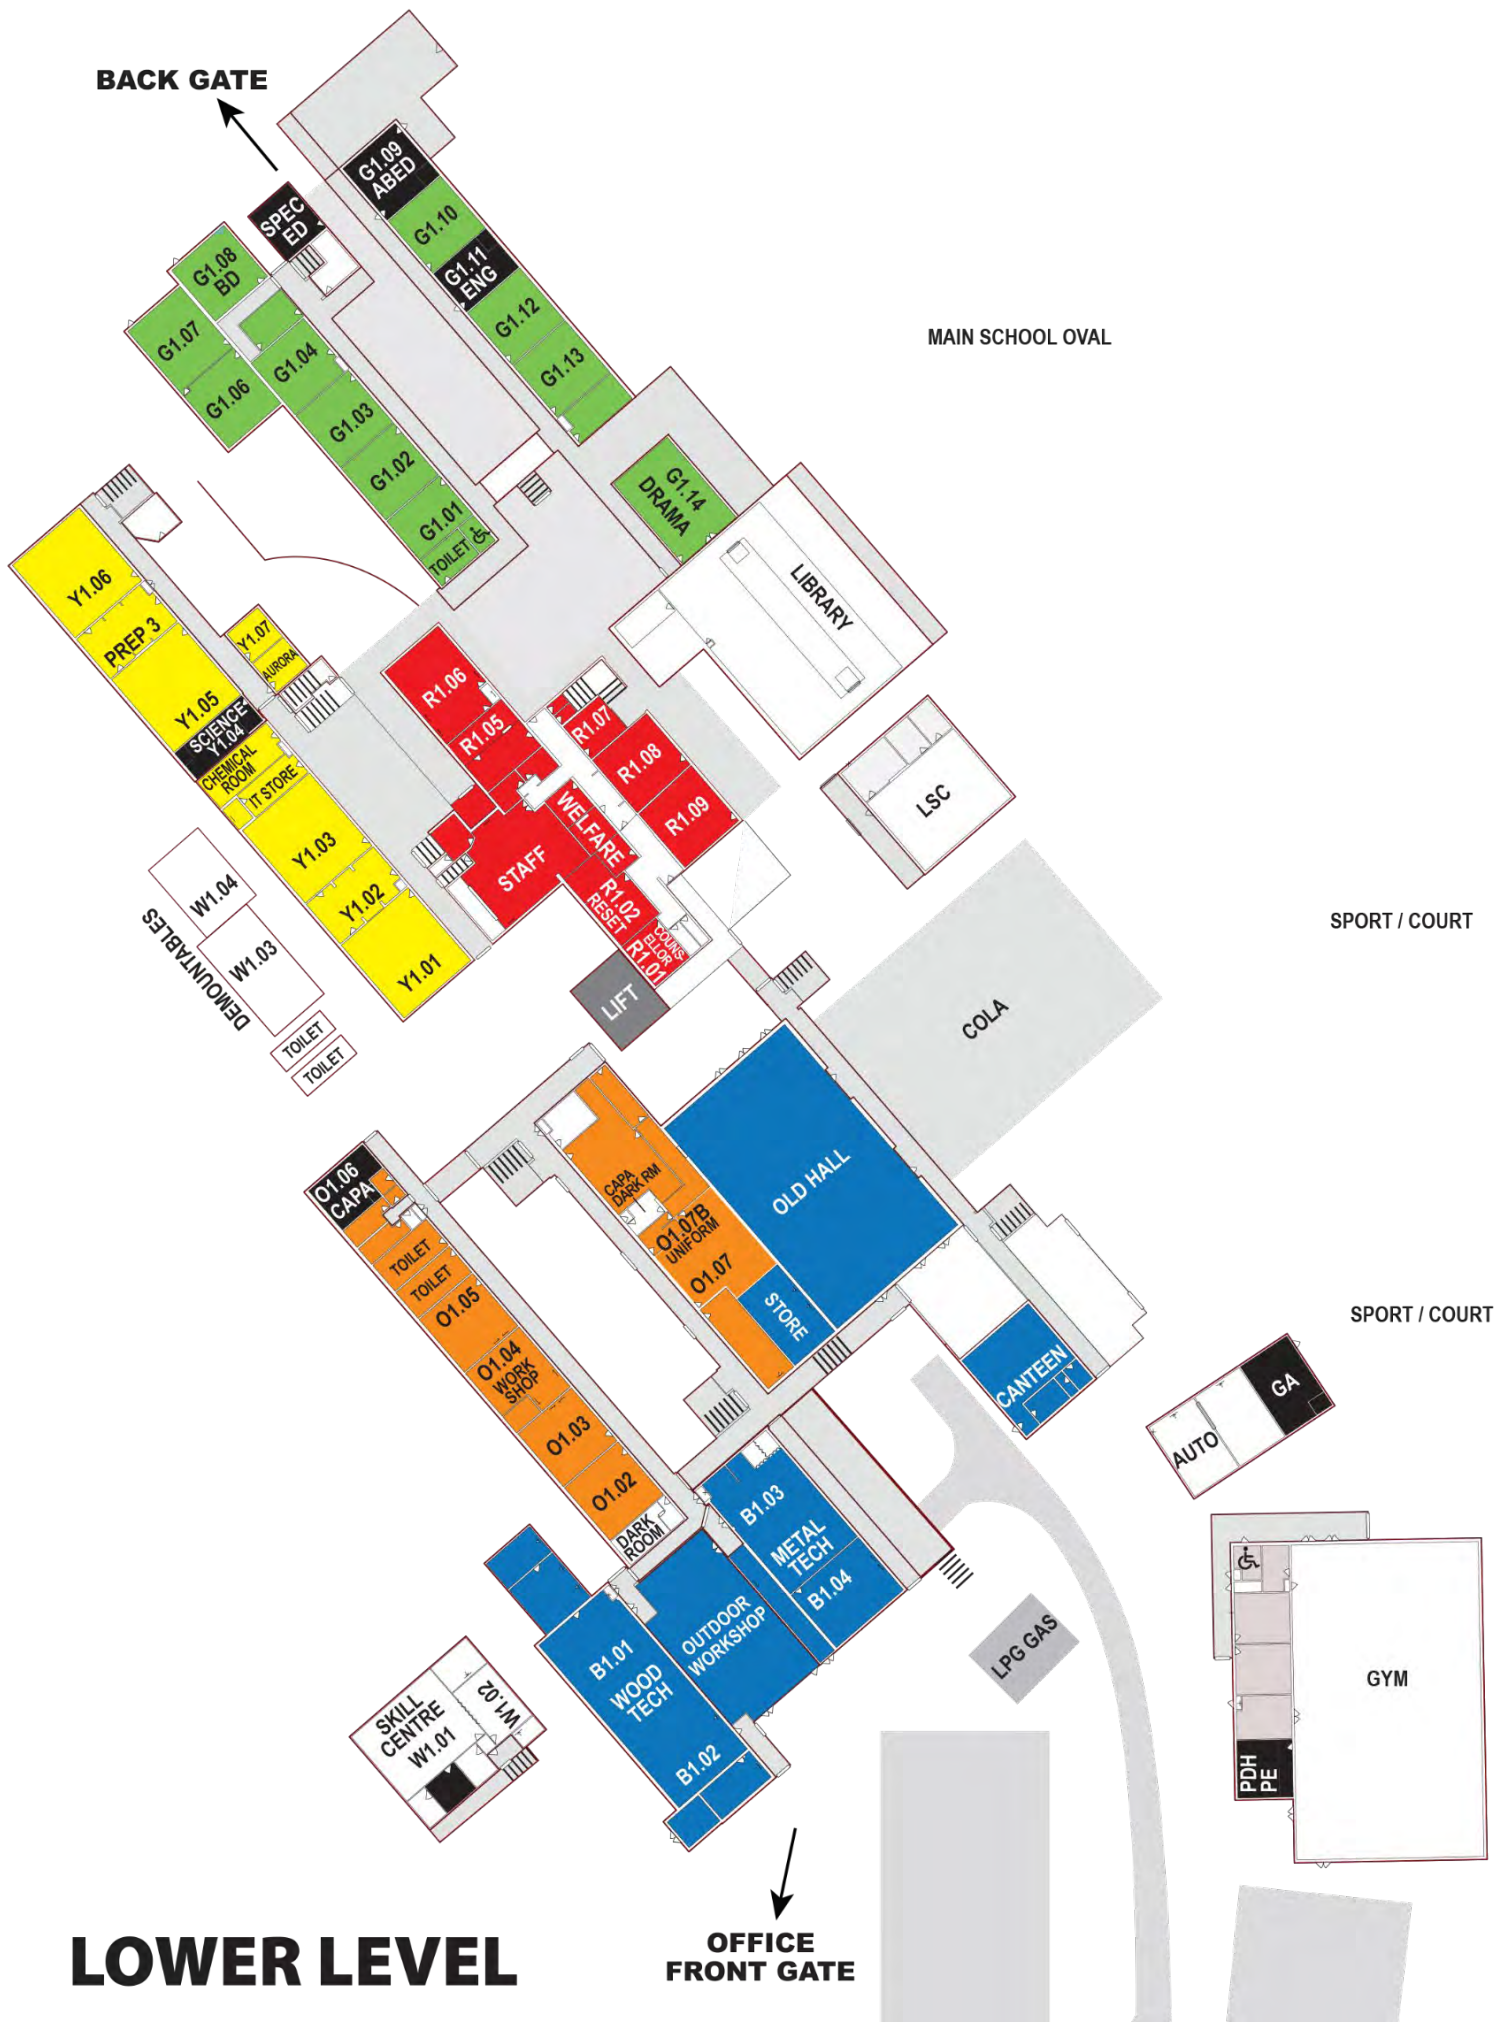 BACK GATE
G1.09
ABED
G1.10
SPEC
ED
G1.11
ENG
G1.08
BD
G1.12
G1.07
G1.04
G1.13
G1.06
G1.03
MAIN SCHOOL OVAL
G1.02
G1.14
DRAMA
G1.01
TOILET
LIBRARY
Y1.06
PREP 3
Y1.07
AURORA
Y1.05
SCIENCE
Y1.04
CHEMICAL
ROOM
IT STORE
Y1.03
Y1.02
Y1.01
R1.06
R1.05
R1.07
R1.08
R1.09
WELFARE
STAFF
R1.02
RESET
COUNS-
ELLOR
R1.01
LIFT
LSC
W1.04
W1.03
DEMOUNTABLES
TOILET
TOILET
SPORT / COURT
COLA
O1.06
CAPA
TOILET
TOILET
O1.05
O1.04
WORK
SHOP
O1.03
O1.02
DARK
ROOM
CAPA
DARK RM
O1.07B
UNIFORM
O1.07
STORE
OLD HALL
CANTEEN
SPORT / COURT
GA
AUTO
B1.03
METAL
TECH
B1.04
OUTDOOR
WORKSHOP
B1.01
WOOD
TECH
B1.02
LPG GAS
SKILL
CENTRE
W1.01
W1.02
GYM
PDH
PE
OFFICE
FRONT GATE
LOWER LEVEL